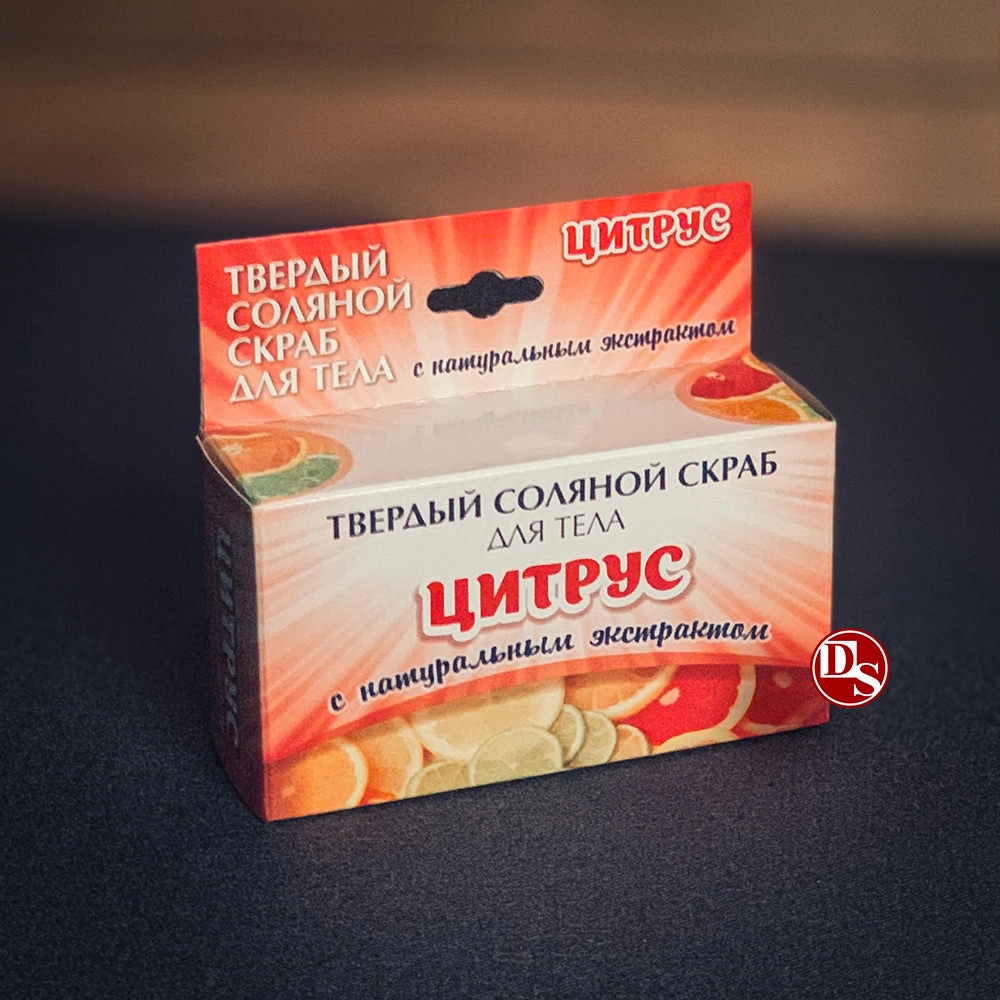 ТВЕРДЫЙ
СОЛЯНОЙ
СКРАБ
ДЛЯ ТЕЛА
ЦИТРУС
с натуральным экстрактом
ТВЕРДЫЙ СОЛЯНОЙ СКРАБ
ДЛЯ ТЕЛА
ЦИТРУС
с натуральным экстрактом
ЦИТРУС
DS